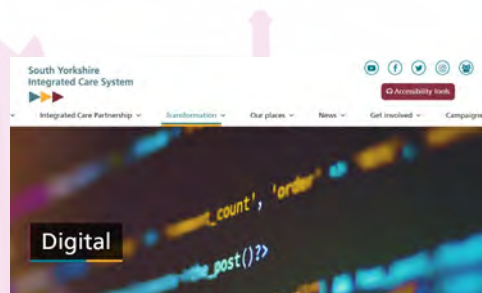 South Yorkshire
Integrated Care System
Accessibility tools
Integrated Care Partnership
Transformation
Our places
News
Get involved
Campaigns
_count', 'order'
Digital
the_post()?>